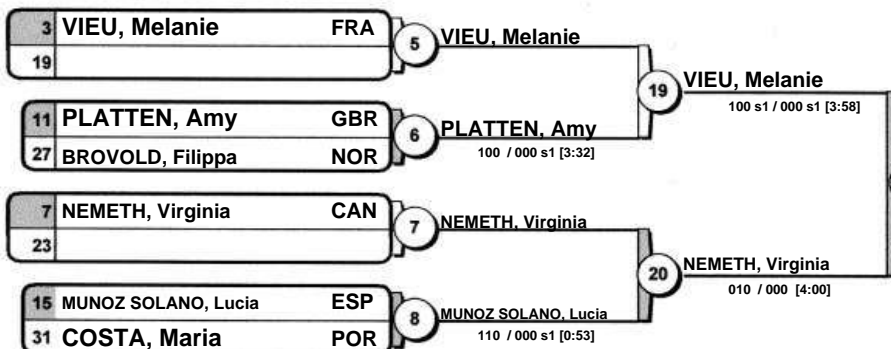 3 VIEU, Melanie FRA
19
5
VIEU, Melanie
11 PLATTEN, Amy GBR
27 BROVOLD, Filippa NOR
6
PLATTEN, Amy
100 / 000 s1 [3:32]
19
VIEU, Melanie
100 s1 / 000 s1 [3:58]
7 NEMETH, Virginia CAN
23
7
NEMETH, Virginia
15 MUNOZ SOLANO, Lucia ESP
31 COSTA, Maria POR
8
MUNOZ SOLANO, Lucia
110 / 000 s1 [0:53]
20
NEMETH, Virginia
010 / 000 [4:00]